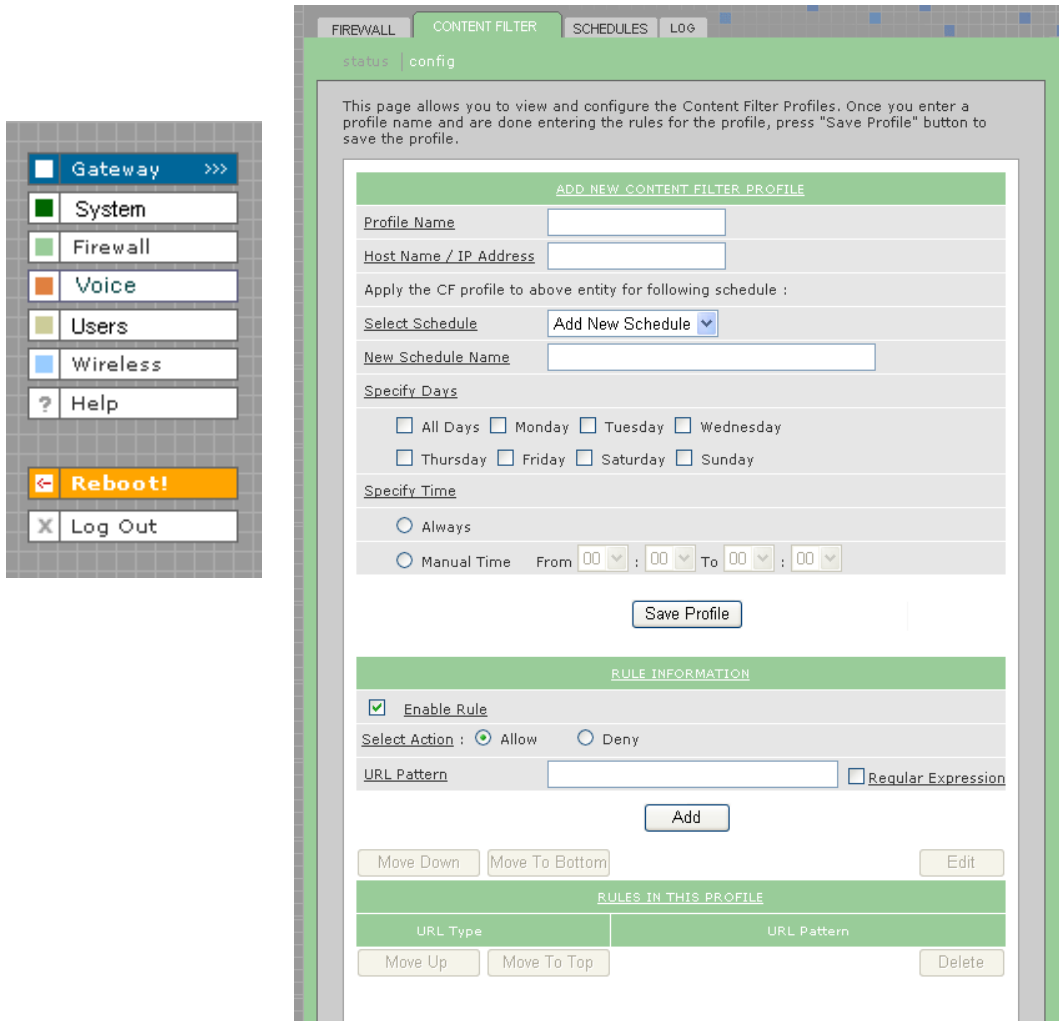 Gateway >>>
System
Firewall
Voice
Users
Wireless
? Help
Reboot!
X Log Out
FIREWALL CONTENT FILTER SCHEDULES LOG
status | config
This page allows you to view and configure the Content Filter Profiles. Once you enter a
profile name and are done entering the rules for the profile, press "Save Profile" button to
save the profile.
ADD NEW CONTENT FILTER PROFILE
Profile Name
Host Name / IP Address
Apply the CF profile to above entity for following schedule :
Select Schedule Add New Schedule
New Schedule Name
Specify Days
All Days Monday Tuesday Wednesday
Thursday Friday Saturday Sunday
Specify Time
Always
Manual Time From 00 : 00 To 00 : 00
Save Profile
RULE INFORMATION
Enable Rule
Select Action : Allow Deny
URL Pattern Regular Expression
Add
Move Down Move To Bottom Edit
RULES IN THIS PROFILE
URL Type URL Pattern
Move Up Move To Top Delete